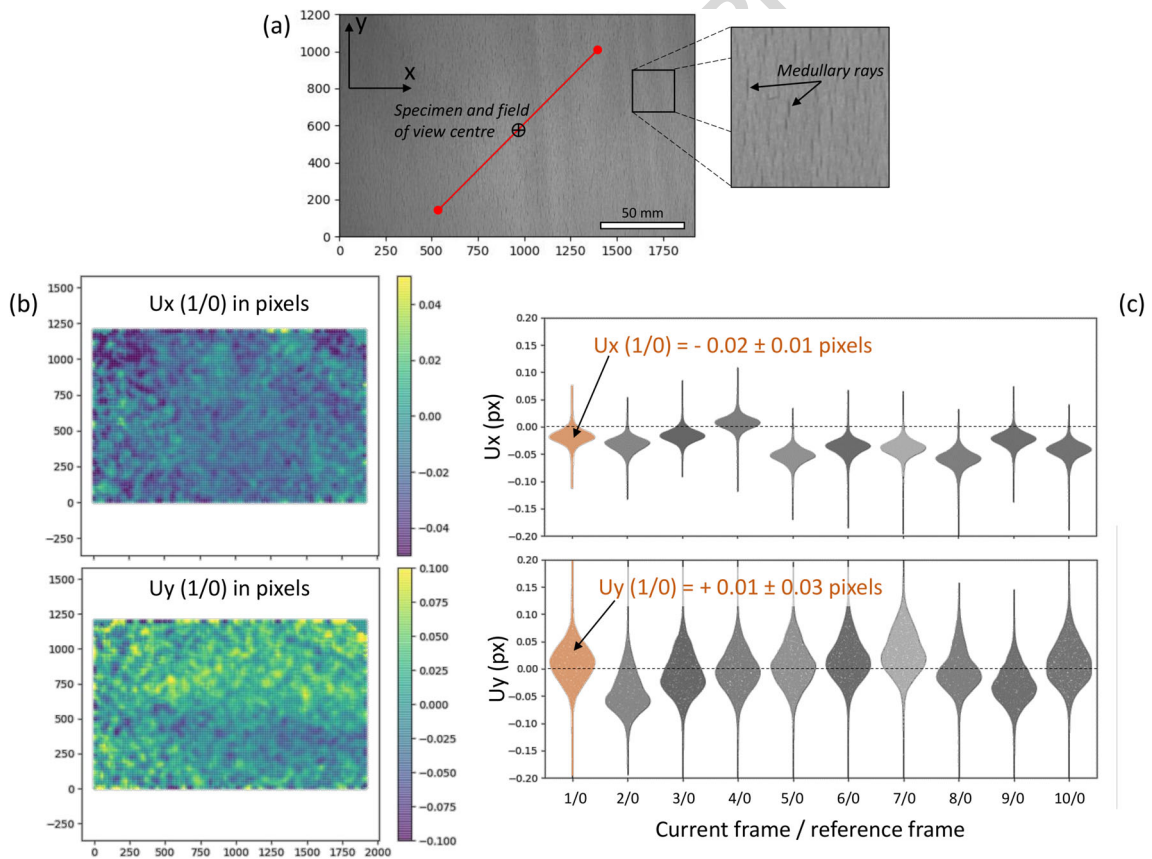 (a)
1200
1000
800
600
400
200
0
0 250 500 750 1000 1250 1500 1750
y
x
Specimen and field
of view centre
50 mm
Medullary rays
(b)
Ux (1/0) in pixels
1500
1250
1000
750
500
250
0
−250
0.04
0.02
0.00
−0.02
−0.04
Uy (1/0) in pixels
1500
1250
1000
750
500
250
0
−250
0 250 500 750 1000 1250 1500 1750 2000
0.100
0.075
0.050
0.025
0.000
−0.025
−0.050
−0.075
−0.100
(c)
Ux (px)
0.20
0.15
0.10
0.05
0.00
−0.05
−0.10
−0.15
−0.20
Ux (1/0) = - 0.02 ± 0.01 pixels
Uy (px)
0.20
0.15
0.10
0.05
0.00
−0.05
−0.10
−0.15
−0.20
Uy (1/0) = + 0.01 ± 0.03 pixels
1/0 2/0 3/0 4/0 5/0 6/0 7/0 8/0 9/0 10/0
Current frame / reference frame